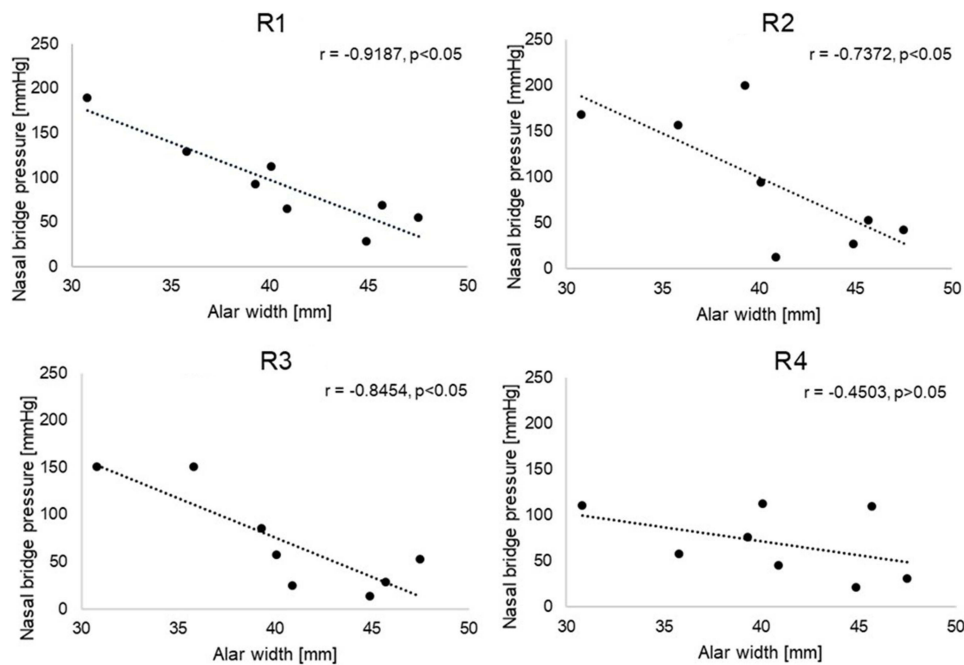 R1
r = -0.9187, p<0.05
Nasal bridge pressure [mmHg]
250
200
150
100
50
0
30
35
40
45
50
Alar width [mm]
R2
r = -0.7372, p<0.05
Nasal bridge pressure [mmHg]
250
200
150
100
50
0
30
35
40
45
50
Alar width [mm]
R3
r = -0.8454, p<0.05
Nasal bridge pressure [mmHg]
250
200
150
100
50
0
30
35
40
45
50
Alar width [mm]
R4
r = -0.4503, p>0.05
Nasal bridge pressure [mmHg]
250
200
150
100
50
0
30
35
40
45
50
Alar width [mm]